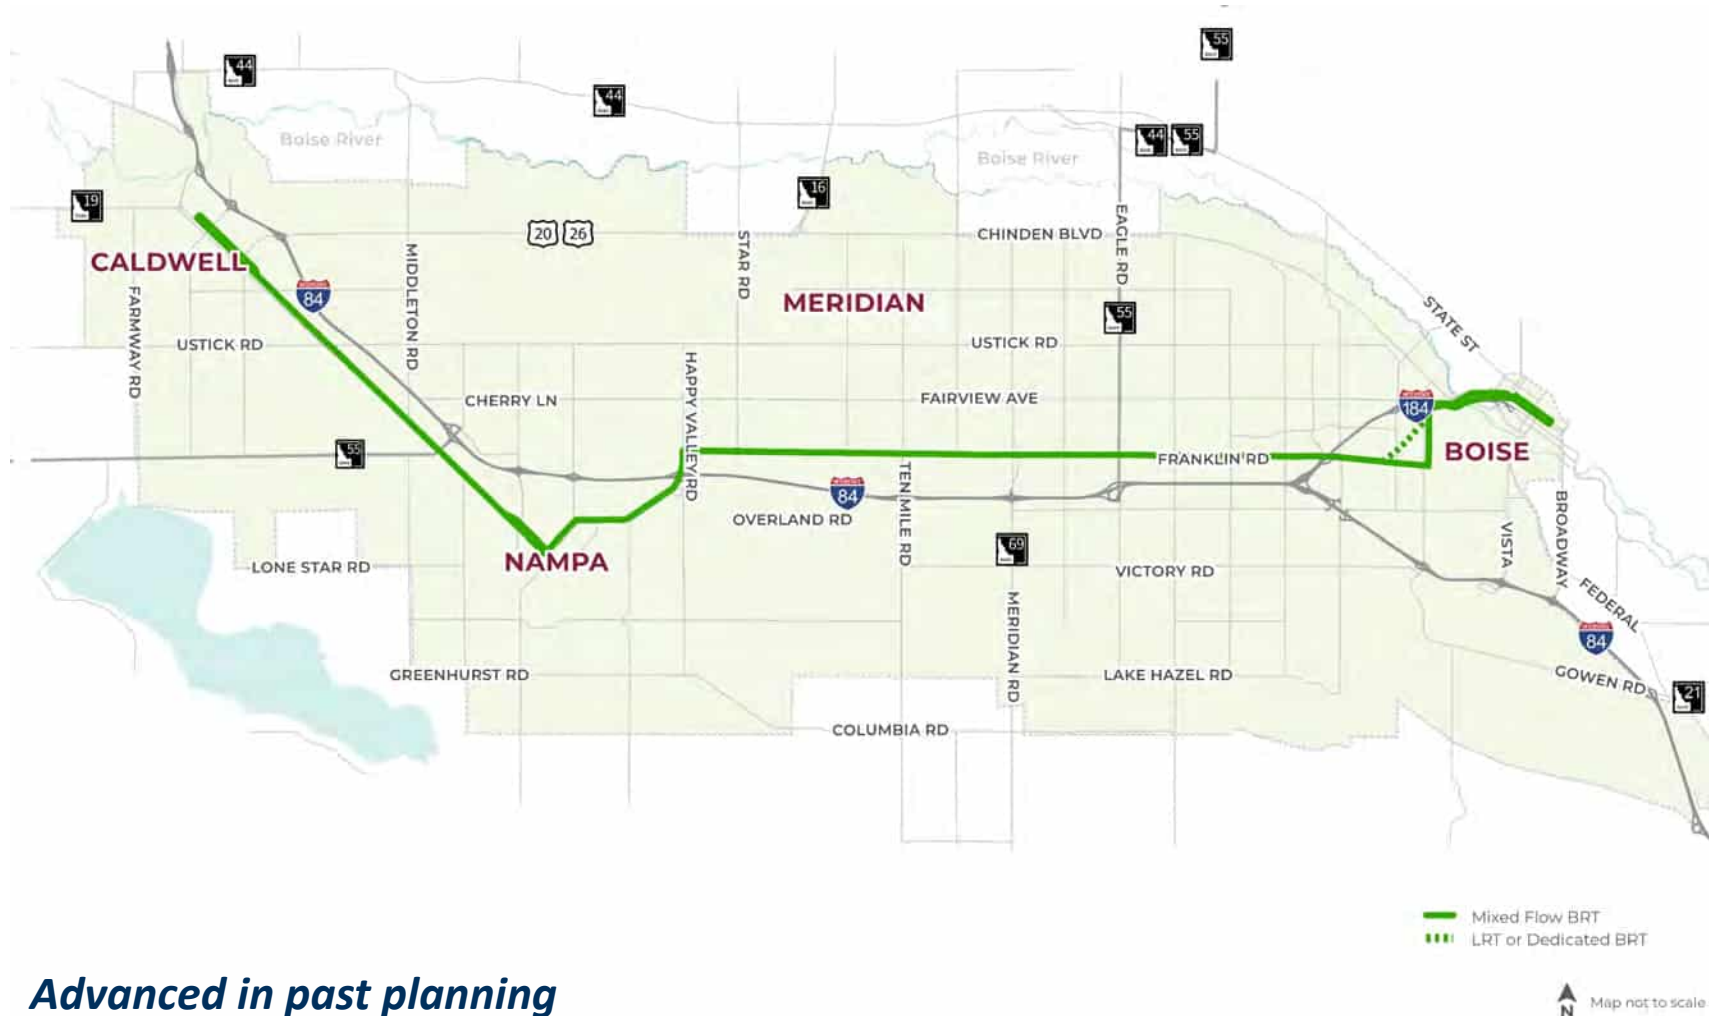 55
44
44
44
55
Boise River
Boise River
16
19
20
26
CHINDEN BLVD
EAGLE RD
STAR RD
MIDDLETON RD
CALDWELL
84
FARMWAY RD
MERIDIAN
55
STATE ST
USTICK RD
USTICK RD
HAPPY VALLEY RD
CHERRY LN
FAIRVIEW AVE
184
55
FRANKLIN RD
BOISE
TEN MILE RD
84
OVERLAND RD
VISTA
BROADWAY
NAMPA
69
LONE STAR RD
VICTORY RD
FEDERAL
84
MERIDIAN RD
GREENHURST RD
LAKE HAZEL RD
GOWEN RD
21
COLUMBIA RD
Mixed Flow BRT
LRT or Dedicated BRT
Advanced in past planning
N
Map not to scale